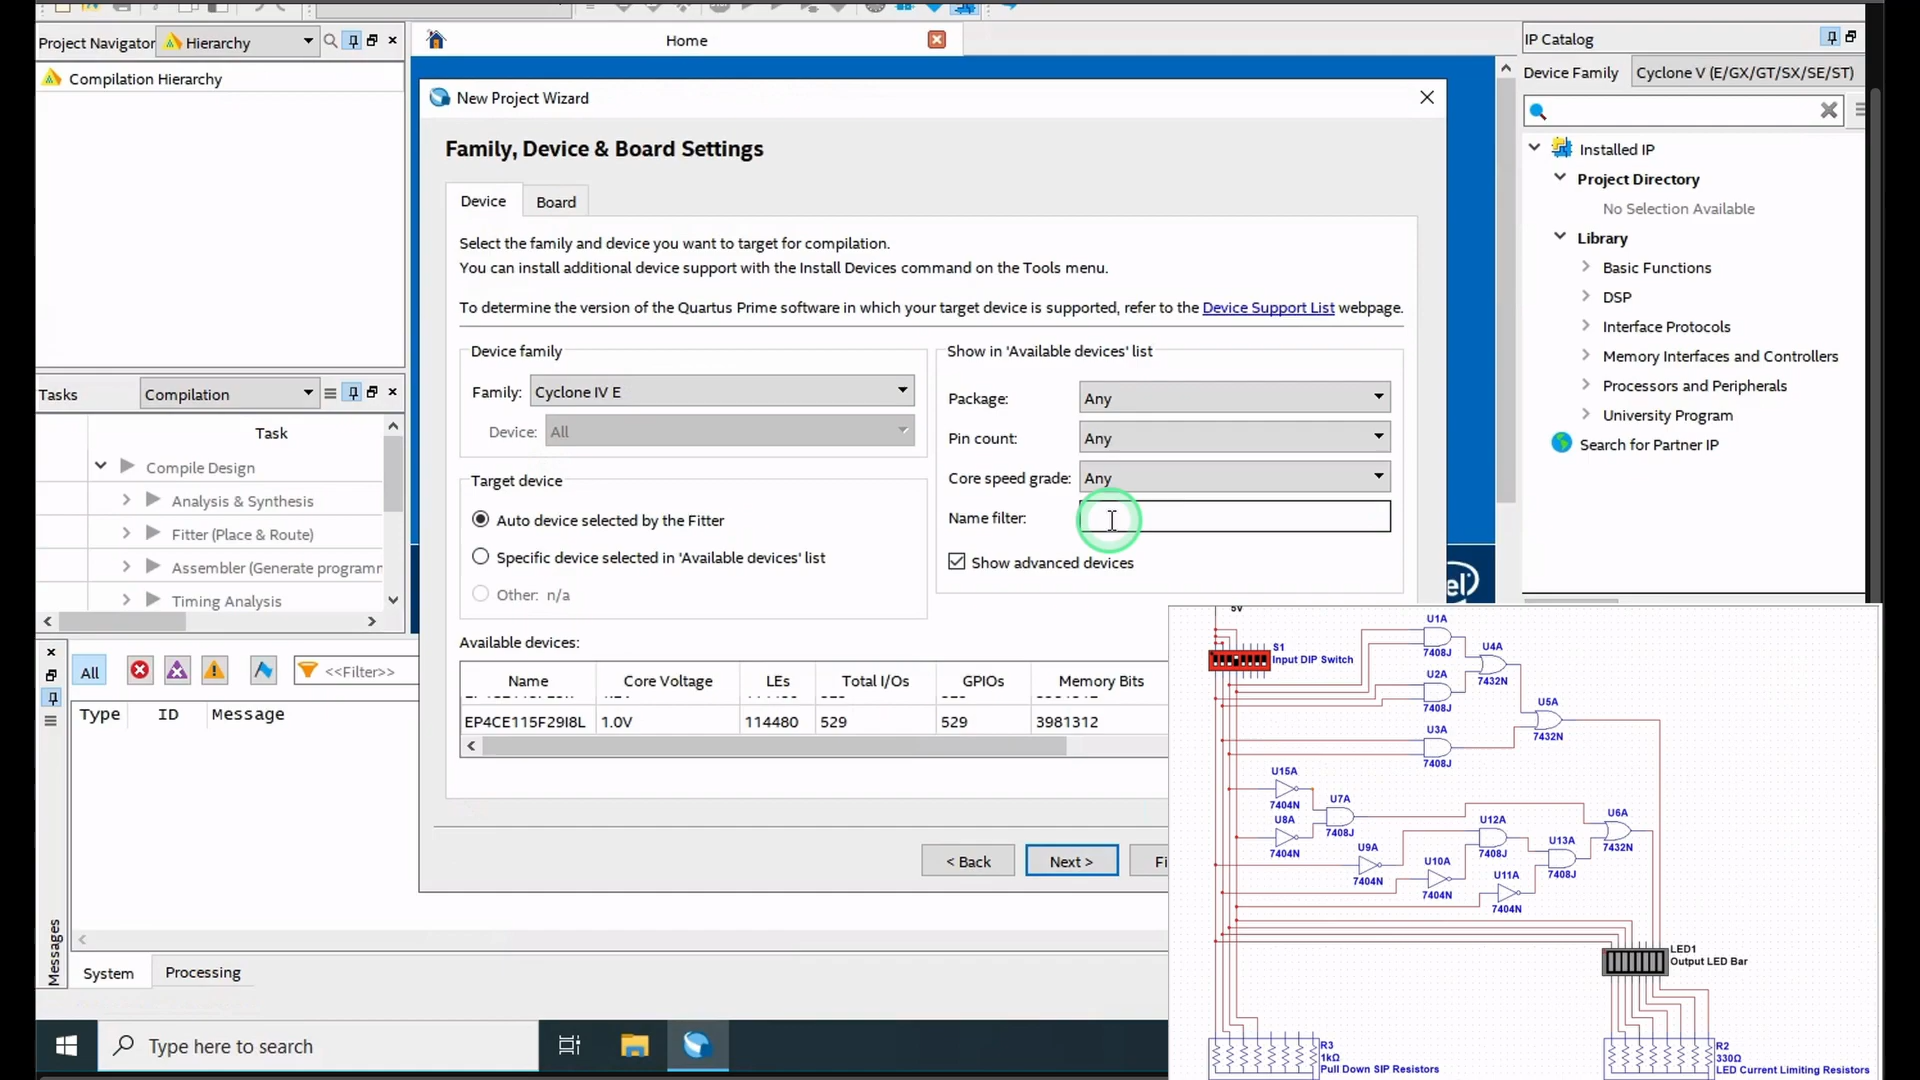 Project Navigator
Hierarchy
Home
IP Catalog
Compilation Hierarchy
Device Family
Cyclone V (E/GX/GT/SX/SE/ST)
New Project Wizard
Family, Device & Board Settings
Device
Board
Select the family and device you want to target for compilation.
You can install additional device support with the Install Devices command on the Tools menu.
To determine the version of the Quartus Prime software in which your target device is supported, refer to the Device Support List webpage.
Device family
Family:
Cyclone IV E
Device:
All
Target device
Auto device selected by the Fitter
Specific device selected in 'Available devices' list
Other: n/a
Show in 'Available devices' list
Package:
Any
Pin count:
Any
Core speed grade:
Any
Name filter:
Show advanced devices
Available devices:
Name
Core Voltage
LEs
Total I/Os
GPIOs
Memory Bits
EP4CE115F29I8L
1.0V
114480
529
529
3981312
< Back
Next >
Fi
Installed IP
Project Directory
No Selection Available
Library
Basic Functions
DSP
Interface Protocols
Memory Interfaces and Controllers
Processors and Peripherals
University Program
Search for Partner IP
Tasks
Compilation
Task
Compile Design
Analysis & Synthesis
Fitter (Place & Route)
Assembler (Generate programm
Timing Analysis
All
<<Filter>>
Type
ID
Message
Messages
System
Processing
Type here to search
5V
S1
Input DIP Switch
U1A
7408J
U4A
7432N
U2A
7408J
U5A
7432N
U3A
7408J
U15A
7404N
U7A
7408J
U8A
7404N
U12A
7408J
U6A
7432N
U9A
7404N
U13A
7408J
U10A
7404N
U11A
7404N
LED1
Output LED Bar
R3
1kΩ
Pull Down SIP Resistors
R2
330Ω
LED Current Limiting Resistors